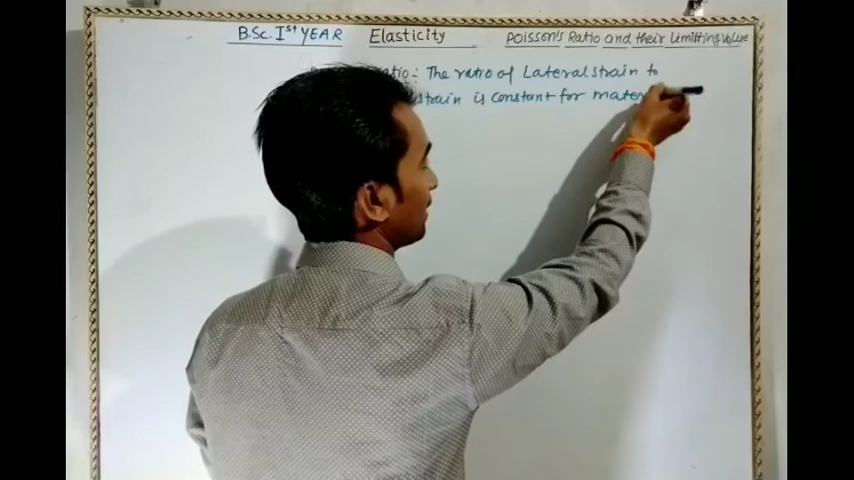 B.Sc. Ist YEAR Elasticity Poisson's Ratio and their Limiting Value
ratio: The ratio of Lateral strain to
strain is constant for mater